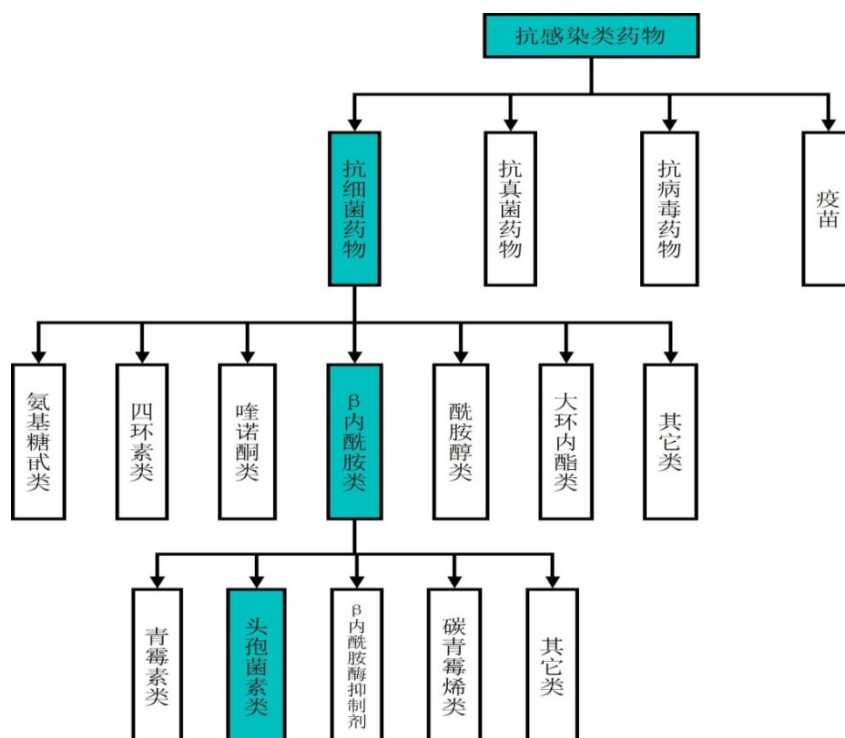 抗感染类药物
抗细菌药物
抗真菌药物
抗病毒药物
疫苗
氨基糖甙类
四环素类
喹诺酮类
β内酰胺类
酰胺醇类
大环内酯类
其它类
青霉素类
头孢菌素类
β内酰胺酶抑制剂
碳青霉烯类
其它类